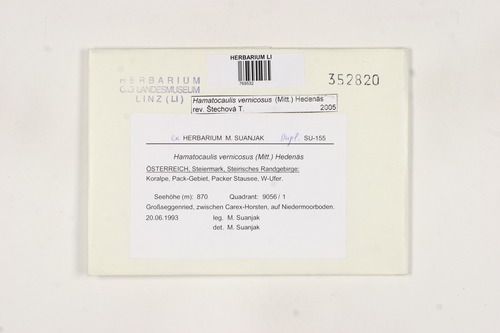 HERBARIUM LI
769532
HERBARIUM
OÖ LANDESMUSEUM
LINZ (LI)
352820
Hamatocaulis vernicosus (Mitt.) Hedenäs
rev. Štechová T. 2005
ex HERBARIUM M. SUANJAK Dupl. SU-155
Hamatocaulis vernicosus (Mitt.) Hedenäs
ÖSTERREICH, Steiermark, Steirisches Randgebirge:
Koralpe, Pack-Gebiet, Packer Stausee, W-Ufer.
Seehöhe (m): 870 Quadrant: 9056 / 1
Großseggenried, zwischen Carex-Horsten, auf Niedermoorboden.
20.06.1993 leg. M. Suanjak
det. M. Suanjak